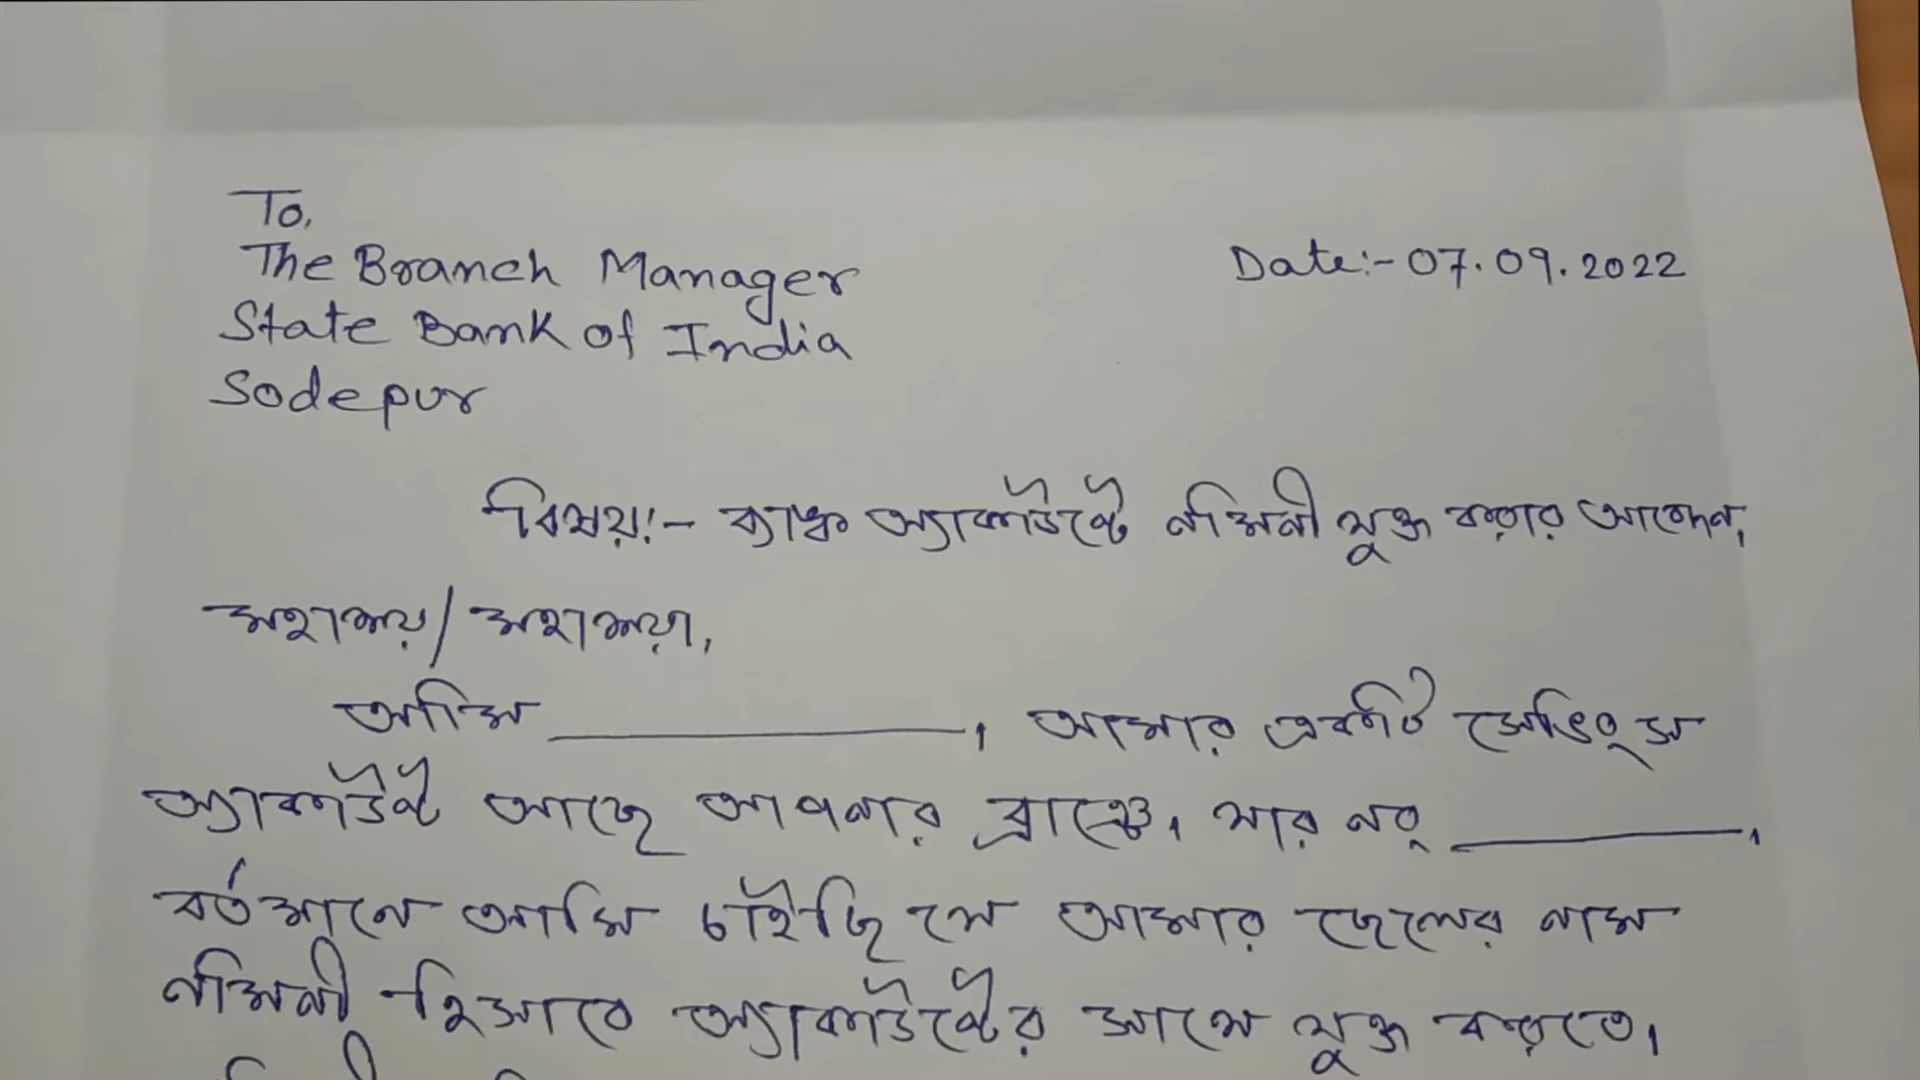 To,
The Branch Manager
Date:- 07.09.2022
State Bank of India
Sodepur
বিষয়:- ব্যাঙ্ক অ্যাকাউন্টে নমিনী যুক্ত করার আবেদন,
মহাশয়/মহাশয়া,
আমি ____________। আমার একটি সেভিংস
অ্যাকাউন্ট আছে আপনার ব্রাঞ্চে। যার নং ________।
বর্তমানে আমি চাইছি যে আমার ছেলের নাম
নমিনী হিসাবে অ্যাকাউন্টের সাথে যুক্ত করতে।